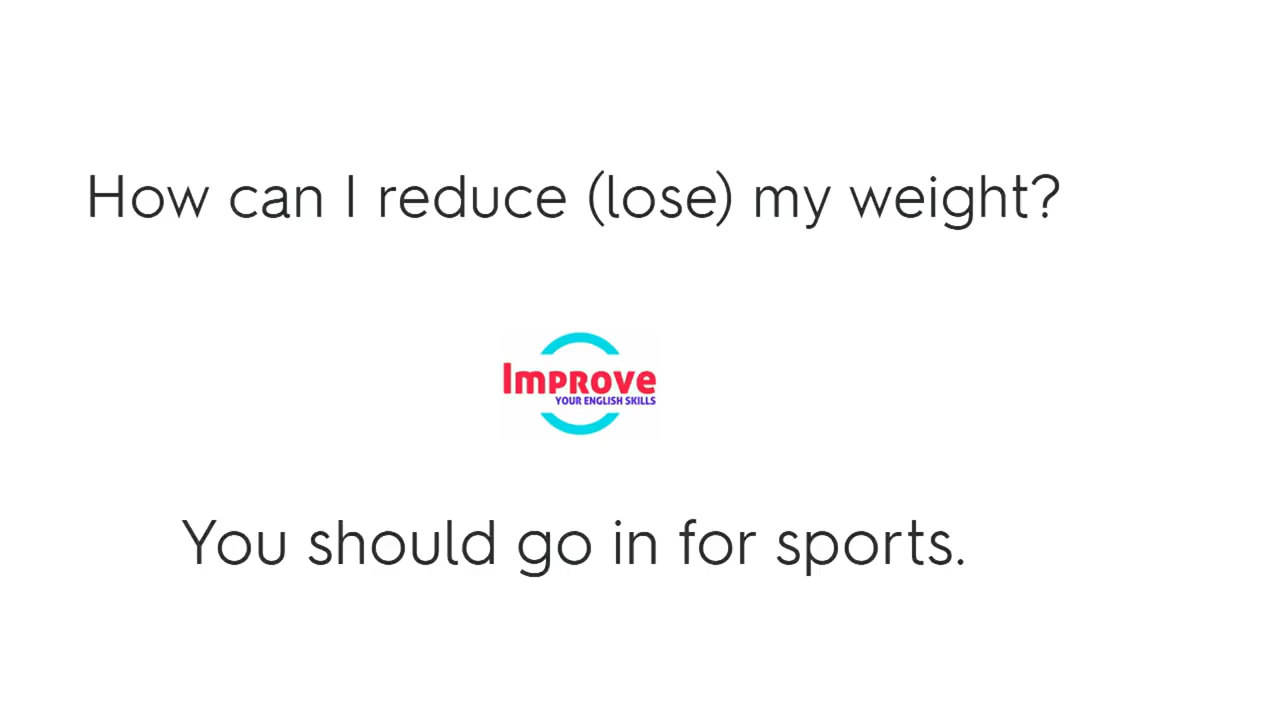 How can I reduce (lose) my weight?
Improve
YOUR ENGLISH SKILLS
You should go in for sports.